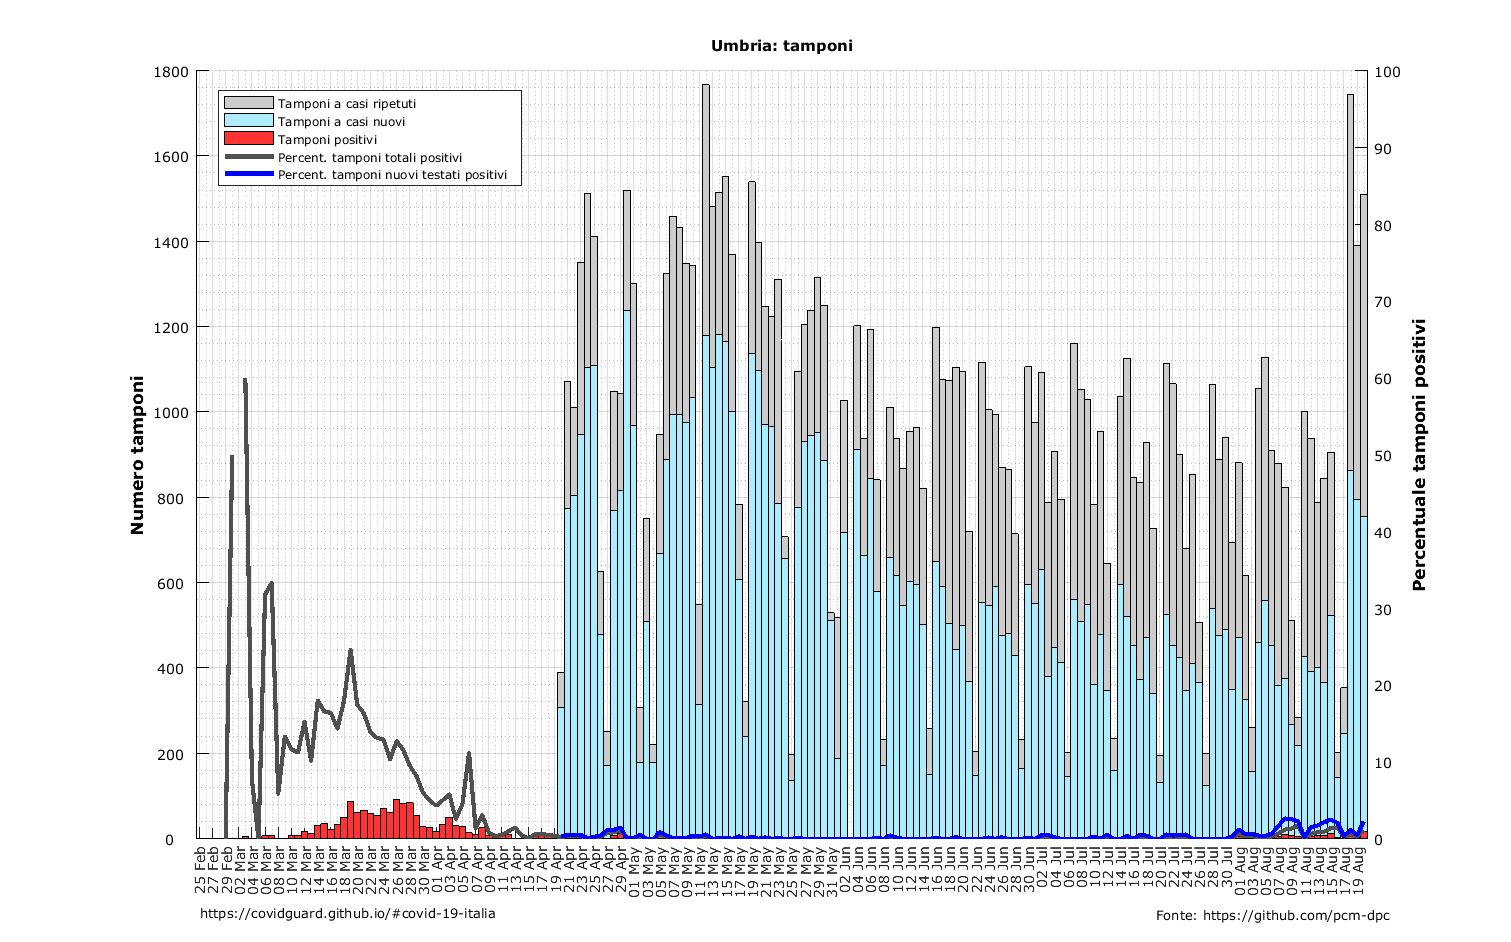 Umbria: tamponi
1800
1600
1400
1200
1000
800
600
400
200
0
Numero tamponi
Tamponi a casi ripetuti
Tamponi a casi nuovi
Tamponi positivi
Percent. tamponi totali positivi
Percent. tamponi nuovi testati positivi
100
90
80
70
60
50
40
30
20
10
0
Percentuale tamponi positivi
25 Feb
27 Feb
29 Feb
02 Mar
04 Mar
06 Mar
08 Mar
10 Mar
12 Mar
14 Mar
16 Mar
18 Mar
20 Mar
22 Mar
24 Mar
26 Mar
28 Mar
30 Mar
01 Apr
03 Apr
05 Apr
07 Apr
09 Apr
11 Apr
13 Apr
15 Apr
17 Apr
19 Apr
21 Apr
23 Apr
25 Apr
27 Apr
29 Apr
01 May
03 May
05 May
07 May
09 May
11 May
13 May
15 May
17 May
19 May
21 May
23 May
25 May
27 May
29 May
31 May
02 Jun
04 Jun
06 Jun
08 Jun
10 Jun
12 Jun
14 Jun
16 Jun
18 Jun
20 Jun
22 Jun
24 Jun
26 Jun
28 Jun
30 Jun
02 Jul
04 Jul
06 Jul
08 Jul
10 Jul
12 Jul
14 Jul
16 Jul
18 Jul
20 Jul
22 Jul
24 Jul
26 Jul
28 Jul
30 Jul
01 Aug
03 Aug
05 Aug
07 Aug
09 Aug
11 Aug
13 Aug
15 Aug
17 Aug
19 Aug
https://covidguard.github.io/#covid-19-italia
Fonte: https://github.com/pcm-dpc